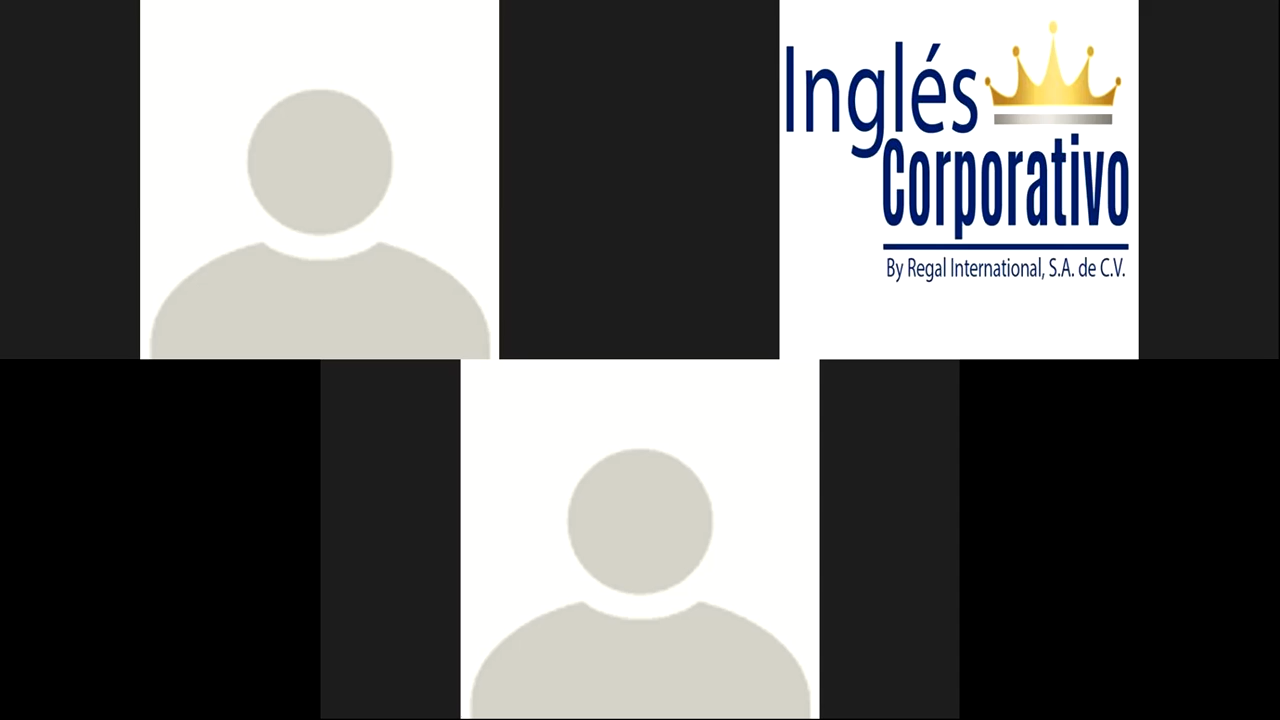 Inglés
Corporativo
By Regal International, S.A. de C.V.